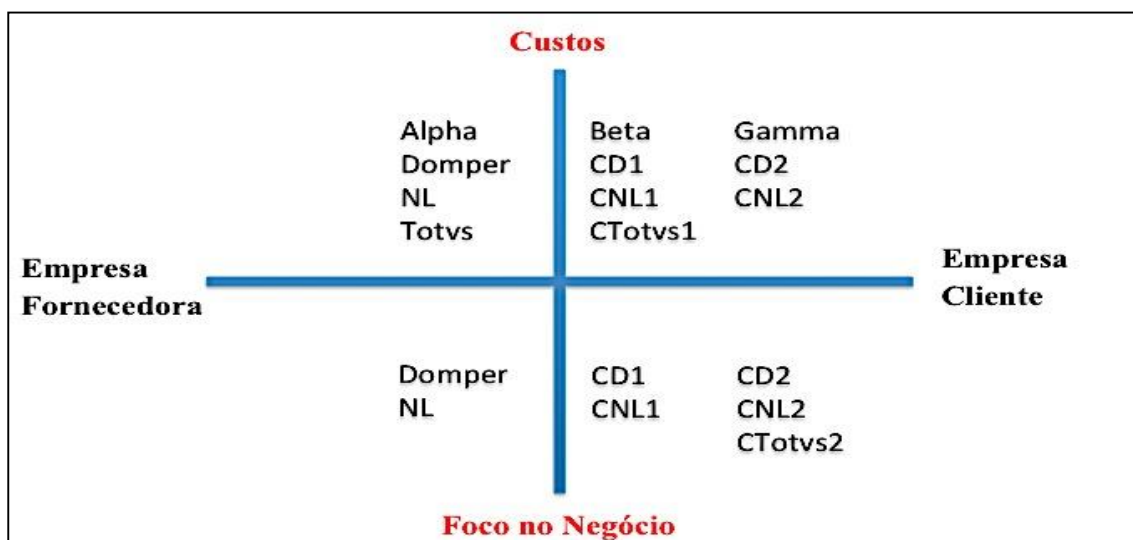 Custos
Alpha Beta Gamma
Domper CD1 CD2
NL CNL1 CNL2
Totvs CTotvs1
Empresa
Fornecedora
Empresa
Cliente
Domper CD1 CD2
NL CNL1 CNL2
CTotvs2
Foco no Negócio